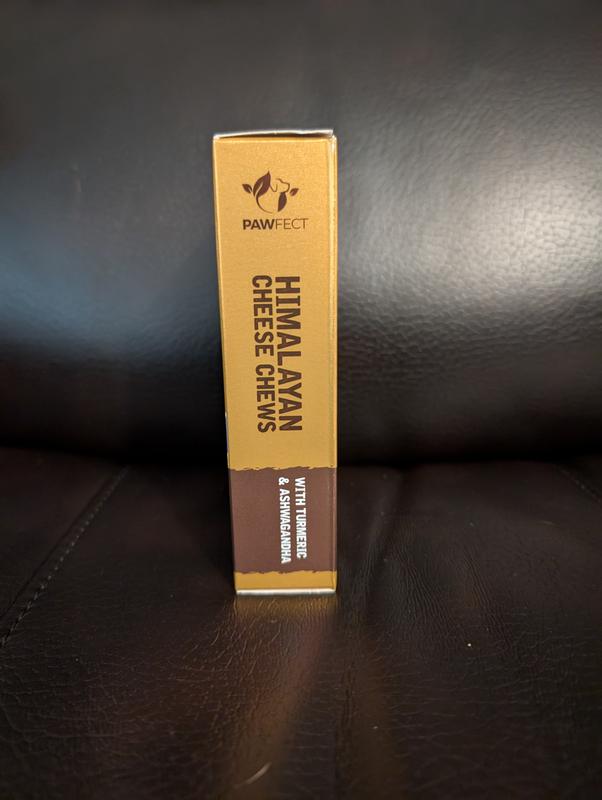 PAWFECT
HIMALAYAN
CHEESE CHEWS
WITH TURMERIC
& ASHWAGANDHA